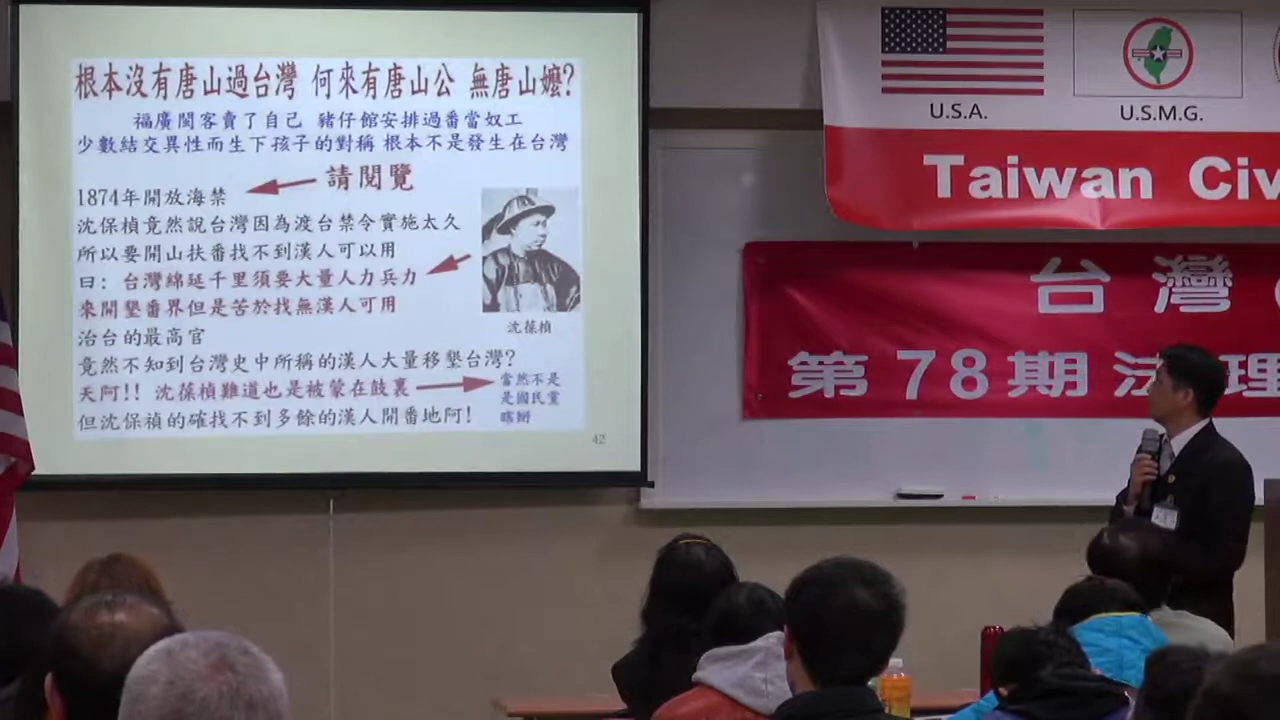 根本沒有唐山過台灣 何來有唐山公 無唐山嬤?
福廣閩客賣了自己 豬仔館安排過番當奴工
少數結交異性而生下孩子的對稱 根本不是發生在台灣
請閱覽
1874年開放海禁
沈保楨竟然說台灣因為渡台禁令實施太久
所以要開山扶番找不到漢人可以用
曰: 台灣綿延千里須要大量人力兵力
來開墾番界但是苦於找無漢人可用
沈葆楨
治台的最高官
竟然不知到台灣史中所稱的漢人大量移墾台灣?
天阿!! 沈葆楨難道也是被蒙在鼓裏
當然不是
是國民黨
瞎掰
但沈保禎的確找不到多餘的漢人開番地阿!
42
U.S.A.
U.S.M.G.
Taiwan Civ
台灣
第78期法理